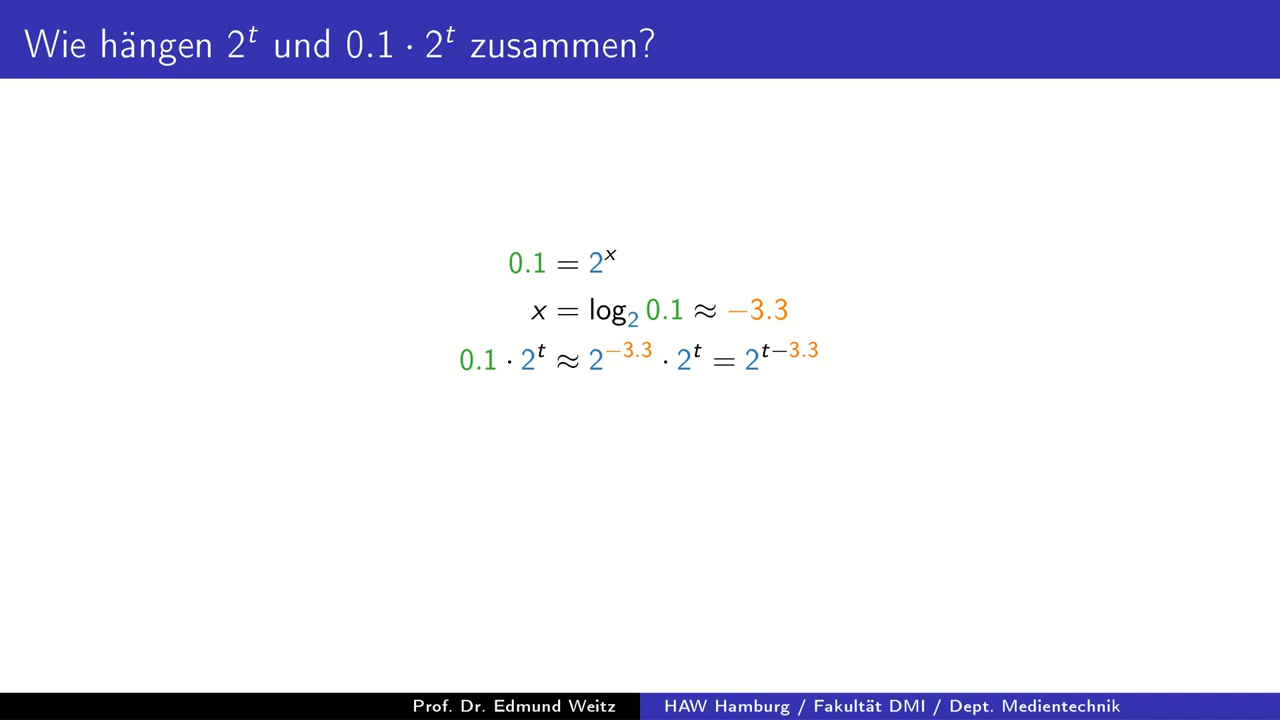 Wie hängen 2^t und 0.1 · 2^t zusammen?
0.1 = 2^x
x = log_2 0.1 ≈ −3.3
0.1 · 2^t ≈ 2^−3.3 · 2^t = 2^t−3.3
Prof. Dr. Edmund Weitz
HAW Hamburg / Fakultät DMI / Dept. Medientechnik